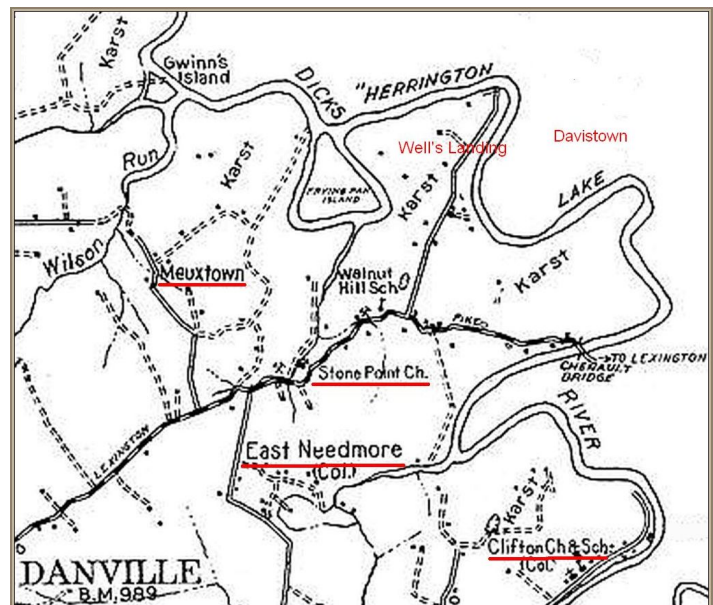 Karst
Gwinn's
Island
DICKS
"HERRINGTON
Well's Landing
Davistown
Run
Karst
FRYING PAN
ISLAND
Karst
LAKE
Wilson
Meuxtown
Walnut
Hill Sch.
Karst
PIKE
TO LEXINGTON
CHENAULT
BRIDGE
Stone Point Ch.
RIVER
LEXINGTON
East Needmore
(Col.)
Karst
Clifton Ch & Sch.
(Col.)
DANVILLE
B.M. 989